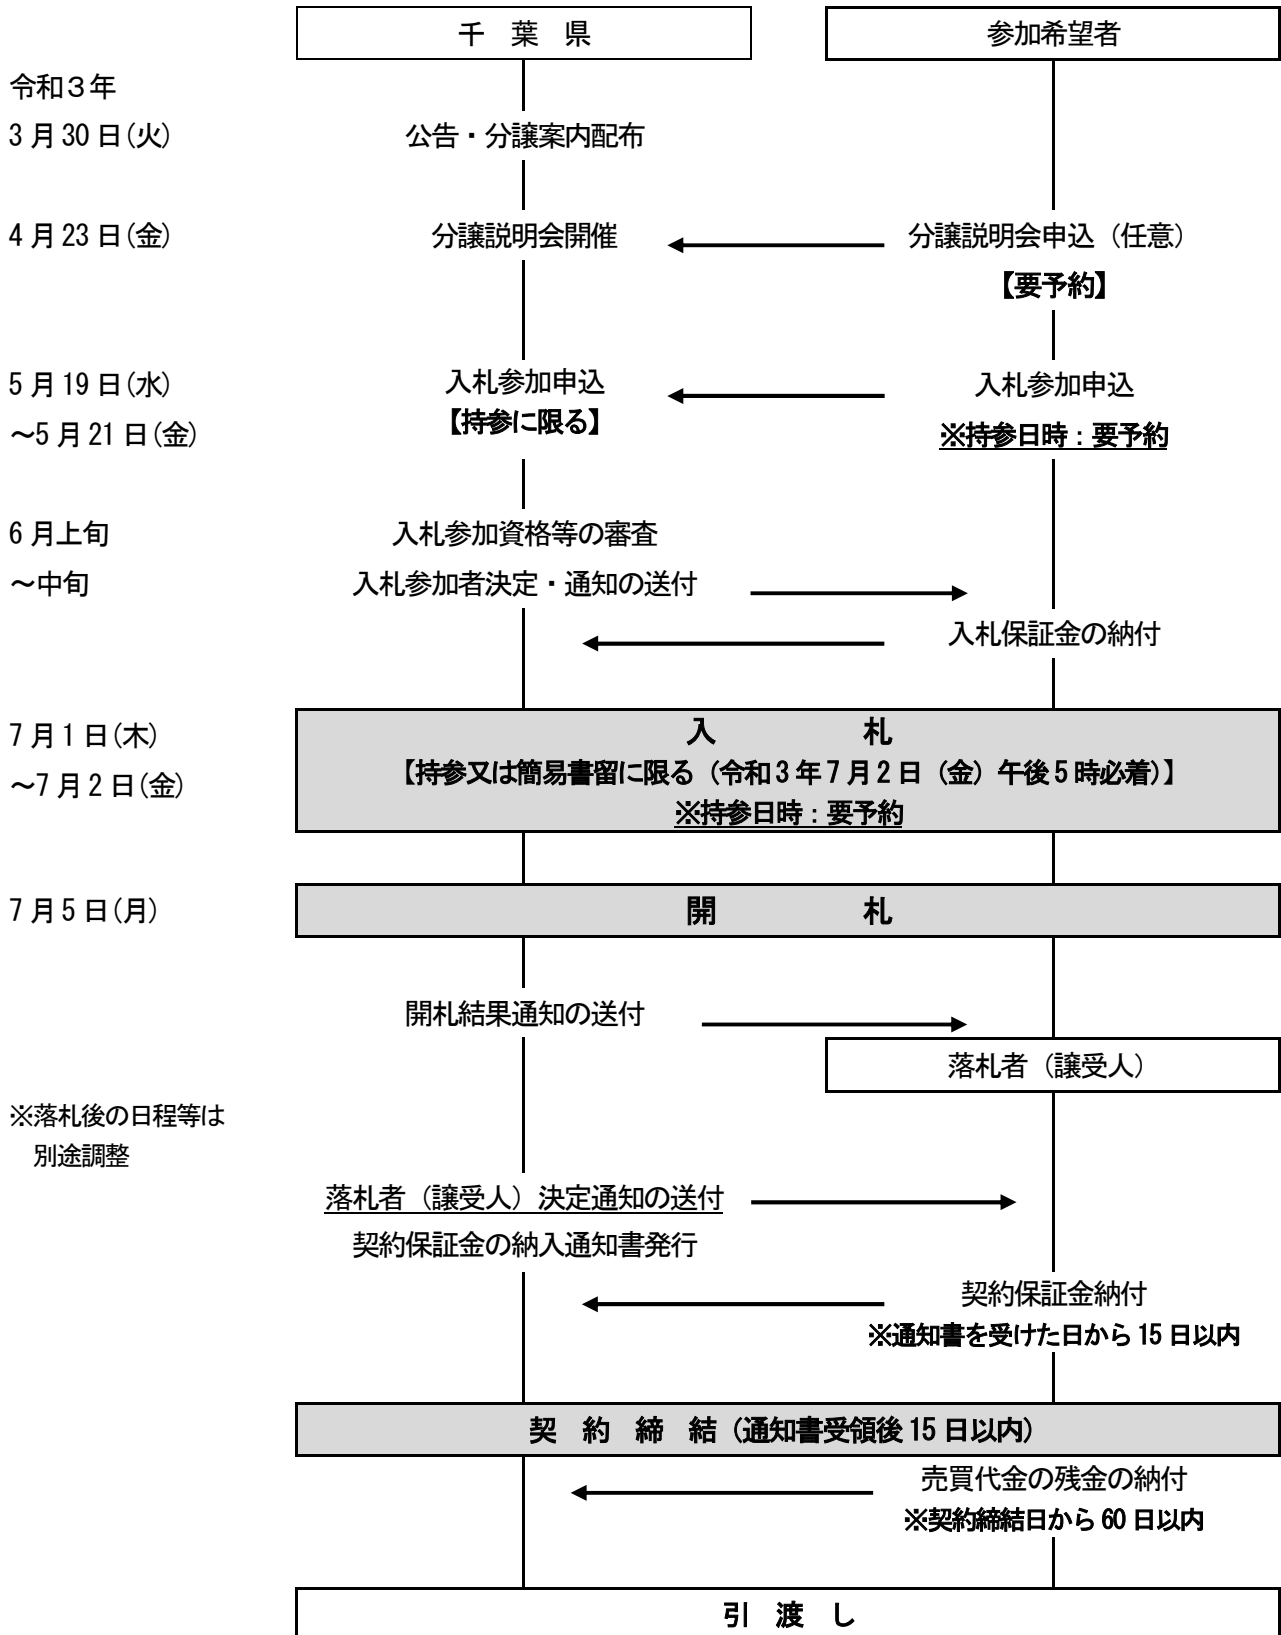 千　葉　県
参加希望者
令和３年
3月30日(火)
公告・分譲案内配布
4月23日(金)
分譲説明会開催
分譲説明会申込（任意）
【要予約】
5月19日(水)
入札参加申込
入札参加申込
【持参に限る】
～5月21日(金)
※持参日時：要予約
6月上旬
入札参加資格等の審査
～中旬
入札参加者決定・通知の送付
入札保証金の納付
7月1日(木)
入　　　　　札
～7月2日(金)
【持参又は簡易書留に限る（令和3年7月2日（金）午後5時必着）】
※持参日時：要予約
7月5日(月)
開　　　　　札
開札結果通知の送付
落札者（譲受人）
※落札後の日程等は
別途調整
落札者（譲受人）決定通知の送付
契約保証金の納入通知書発行
契約保証金納付
※通知書を受けた日から15日以内
契　約　締　結（通知書受領後15日以内）
売買代金の残金の納付
※契約締結日から60日以内
引　渡　し